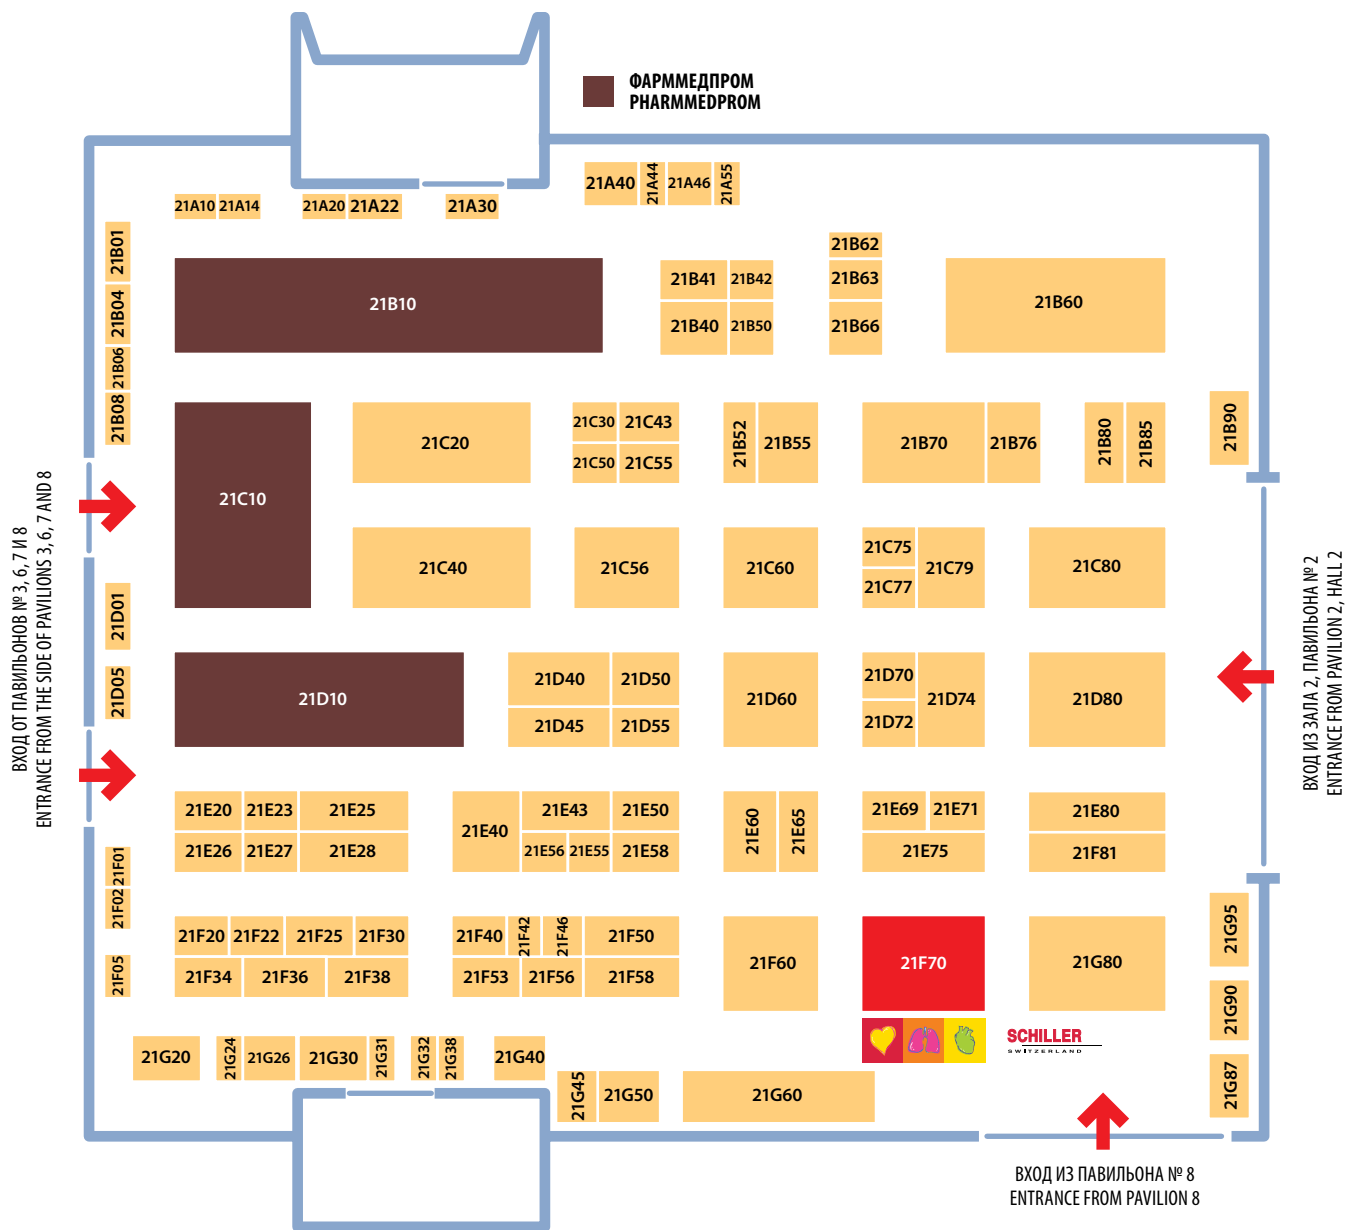 ФАРММЕДПРОМ
PHARMMEDPROM
21A40
21A44
21A46
21A55
21A10
21A14
21A20
21A22
21A30
21B01
21B04
21B06
21B08
21B10
21B41
21B42
21B40
21B50
21B62
21B63
21B66
21B60
21C10
21C20
21C30
21C43
21C50
21C55
21B52
21B55
21B70
21B76
21B80
21B85
21B90
21C40
21C56
21C60
21C75
21C77
21C79
21C80
ВХОД ОТ ПАВИЛЬОНОВ № 3, 6, 7 И 8
ENTRANCE FROM THE SIDE OF PAVILIONS 3, 6, 7 AND 8
21D01
21D05
21D10
21D40
21D50
21D45
21D55
21D60
21D70
21D72
21D74
21D80
ВХОД ИЗ ЗАЛА 2, ПАВИЛЬОНА № 2
ENTRANCE FROM PAVILION 2, HALL 2
21E20
21E23
21E25
21E26
21E27
21E28
21E40
21E43
21E50
21E56
21E55
21E58
21E60
21E65
21E69
21E71
21E75
21E80
21F81
21F01
21F02
21F05
21F20
21F22
21F25
21F30
21F34
21F36
21F38
21F40
21F42
21F46
21F50
21F53
21F56
21F58
21F60
21F70
21G80
21G95
21G90
21G87
SCHILLER
SWITZERLAND
21G20
21G24
21G26
21G30
21G31
21G32
21G38
21G40
21G45
21G50
21G60
ВХОД ИЗ ПАВИЛЬОНА № 8
ENTRANCE FROM PAVILION 8